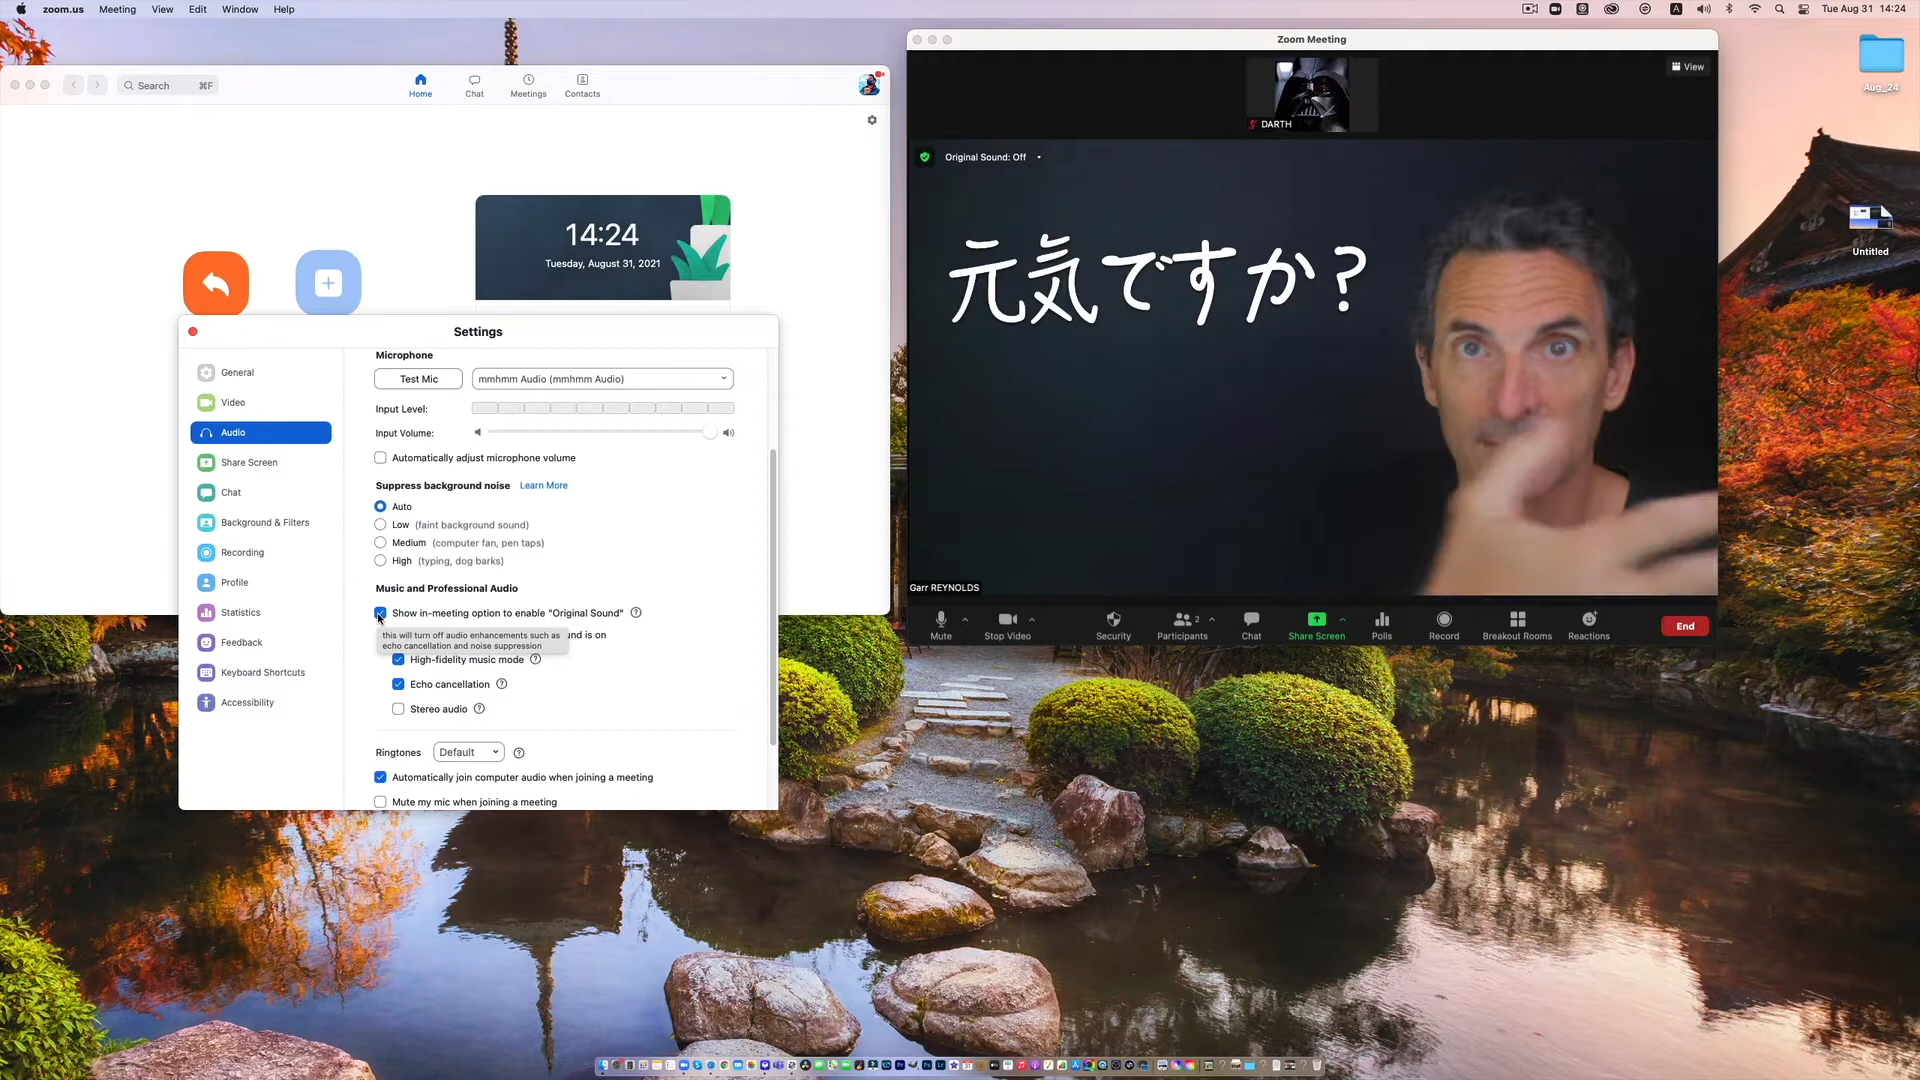 zoom.us Meeting View Edit Window Help
A Tue Aug 31 14:24
Search ⌘F
Home Chat Meetings Contacts
14:24
Tuesday, August 31, 2021
Settings
General
Video
Audio
Share Screen
Chat
Background & Filters
Recording
Profile
Statistics
Feedback
Keyboard Shortcuts
Accessibility
Microphone
Test Mic mmhmm Audio (mmhmm Audio)
Input Level:
Input Volume:
Automatically adjust microphone volume
Suppress background noise Learn More
Auto
Low (faint background sound)
Medium (computer fan, pen taps)
High (typing, dog barks)
Music and Professional Audio
Show in-meeting option to enable "Original Sound" ?
this will turn off audio enhancements such as
echo cancellation and noise suppression
und is on
High-fidelity music mode ?
Echo cancellation ?
Stereo audio ?
Ringtones Default ?
Automatically join computer audio when joining a meeting
Mute my mic when joining a meeting
Zoom Meeting
View
DARTH
Original Sound: Off
元気ですか?
Garr REYNOLDS
Mute Stop Video Security Participants 2 Chat Share Screen Polls Record Breakout Rooms Reactions End
Aug_24
Untitled